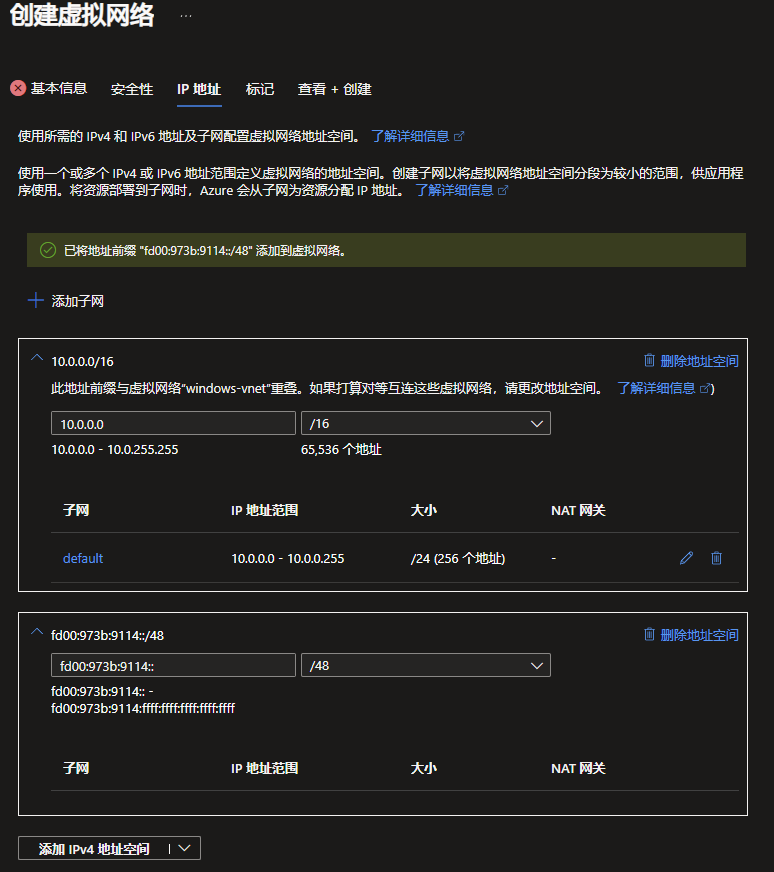 创建虚拟网络 ...
基本信息 安全性 IP 地址 标记 查看 + 创建
使用所需的 IPv4 和 IPv6 地址及子网配置虚拟网络地址空间。 了解详细信息
使用一个或多个 IPv4 或 IPv6 地址范围定义虚拟网络的地址空间。创建子网以将虚拟网络地址空间分段为较小的范围，供应用程
序使用。将资源部署到子网时，Azure 会从子网为资源分配 IP 地址。 了解详细信息
已将地址前缀 "fd00:973b:9114::/48" 添加到虚拟网络。
添加子网
10.0.0.0/16 删除地址空间
此地址前缀与虚拟网络"windows-vnet"重叠。如果打算对等互连这些虚拟网络，请更改地址空间。 了解详细信息)
10.0.0.0 /16
10.0.0.0 - 10.0.255.255 65,536 个地址
子网 IP 地址范围 大小 NAT 网关
default 10.0.0.0 - 10.0.0.255 /24 (256 个地址) -
fd00:973b:9114::/48 删除地址空间
fd00:973b:9114:: /48
fd00:973b:9114:: -
fd00:973b:9114:ffff:ffff:ffff:ffff:ffff
子网 IP 地址范围 大小 NAT 网关
添加 IPv4 地址空间